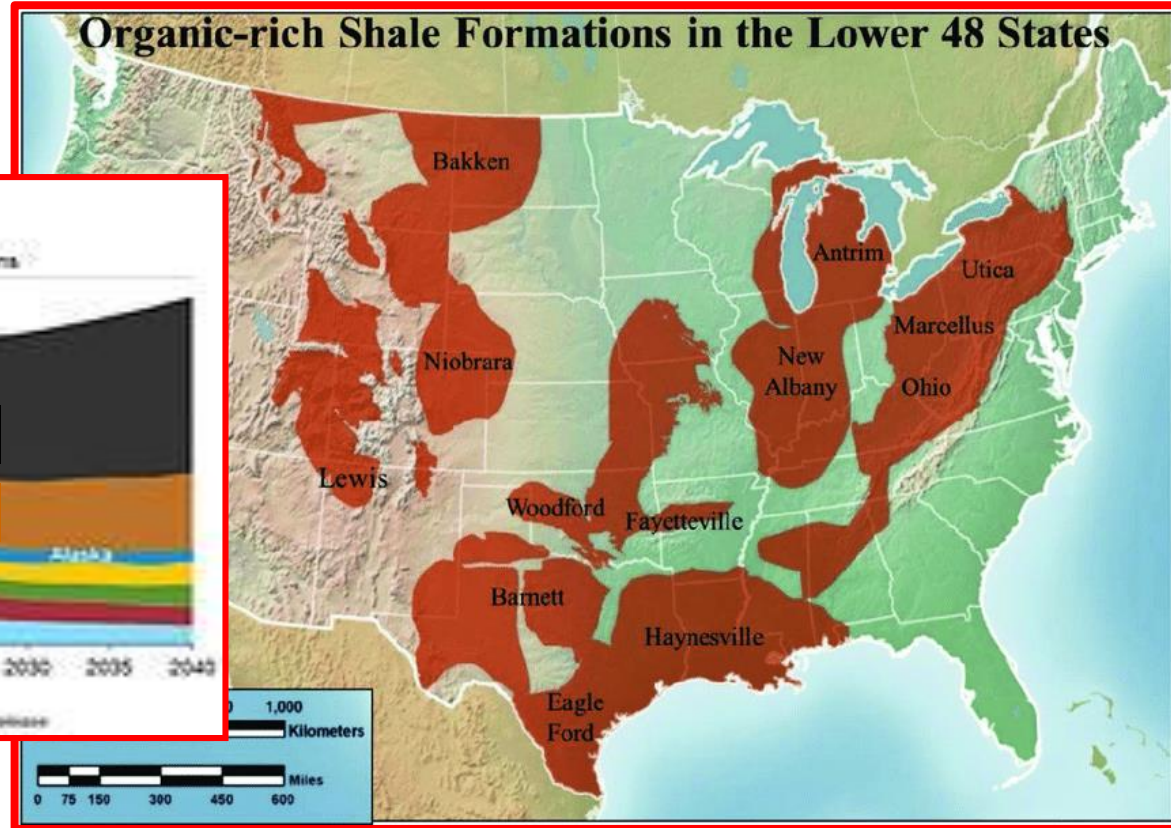 Organic-rich Shale Formations in the Lower 48 States
Bakken
Antrim
Utica
Marcellus
Niobrara
New
Albany
Ohio
Lewis
Woodford
Fayetteville
Barnett
Haynesville
Eagle
Ford
Alaska
2030 2035 2040
0 1,000
Kilometers
Miles
0 75 150 300 450 600